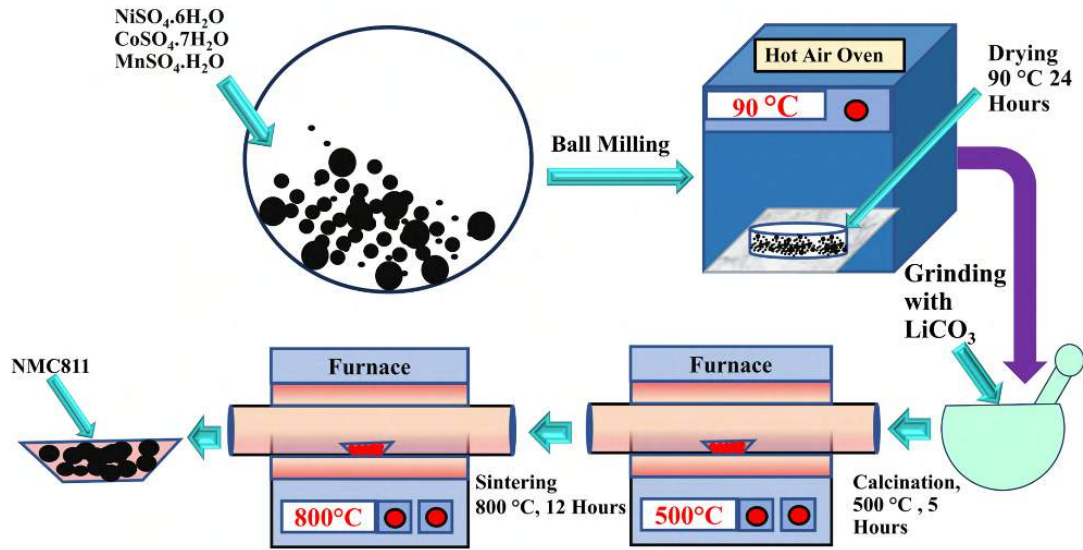 NiSO₄.6H₂O
CoSO₄.7H₂O
MnSO₄.H₂O
Ball Milling
Hot Air Oven
90 °C
Drying
90 °C 24
Hours
Grinding
with
LiCO₃
Calcination,
500 °C , 5
Hours
Furnace
500°C
Sintering
800 °C, 12 Hours
Furnace
800°C
NMC811